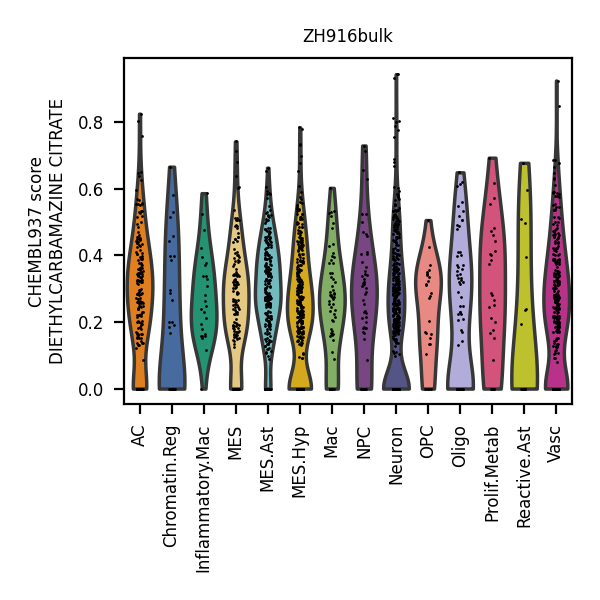 ZH916bulk
CHEMBL937 score
DIETHYLCARBAMAZINE CITRATE
0.8
0.6
0.4
0.2
0.0
AC
Chromatin.Reg
Inflammatory.Mac
MES
MES.Ast
MES.Hyp
Mac
NPC
Neuron
OPC
Oligo
Prolif.Metab
Reactive.Ast
Vasc